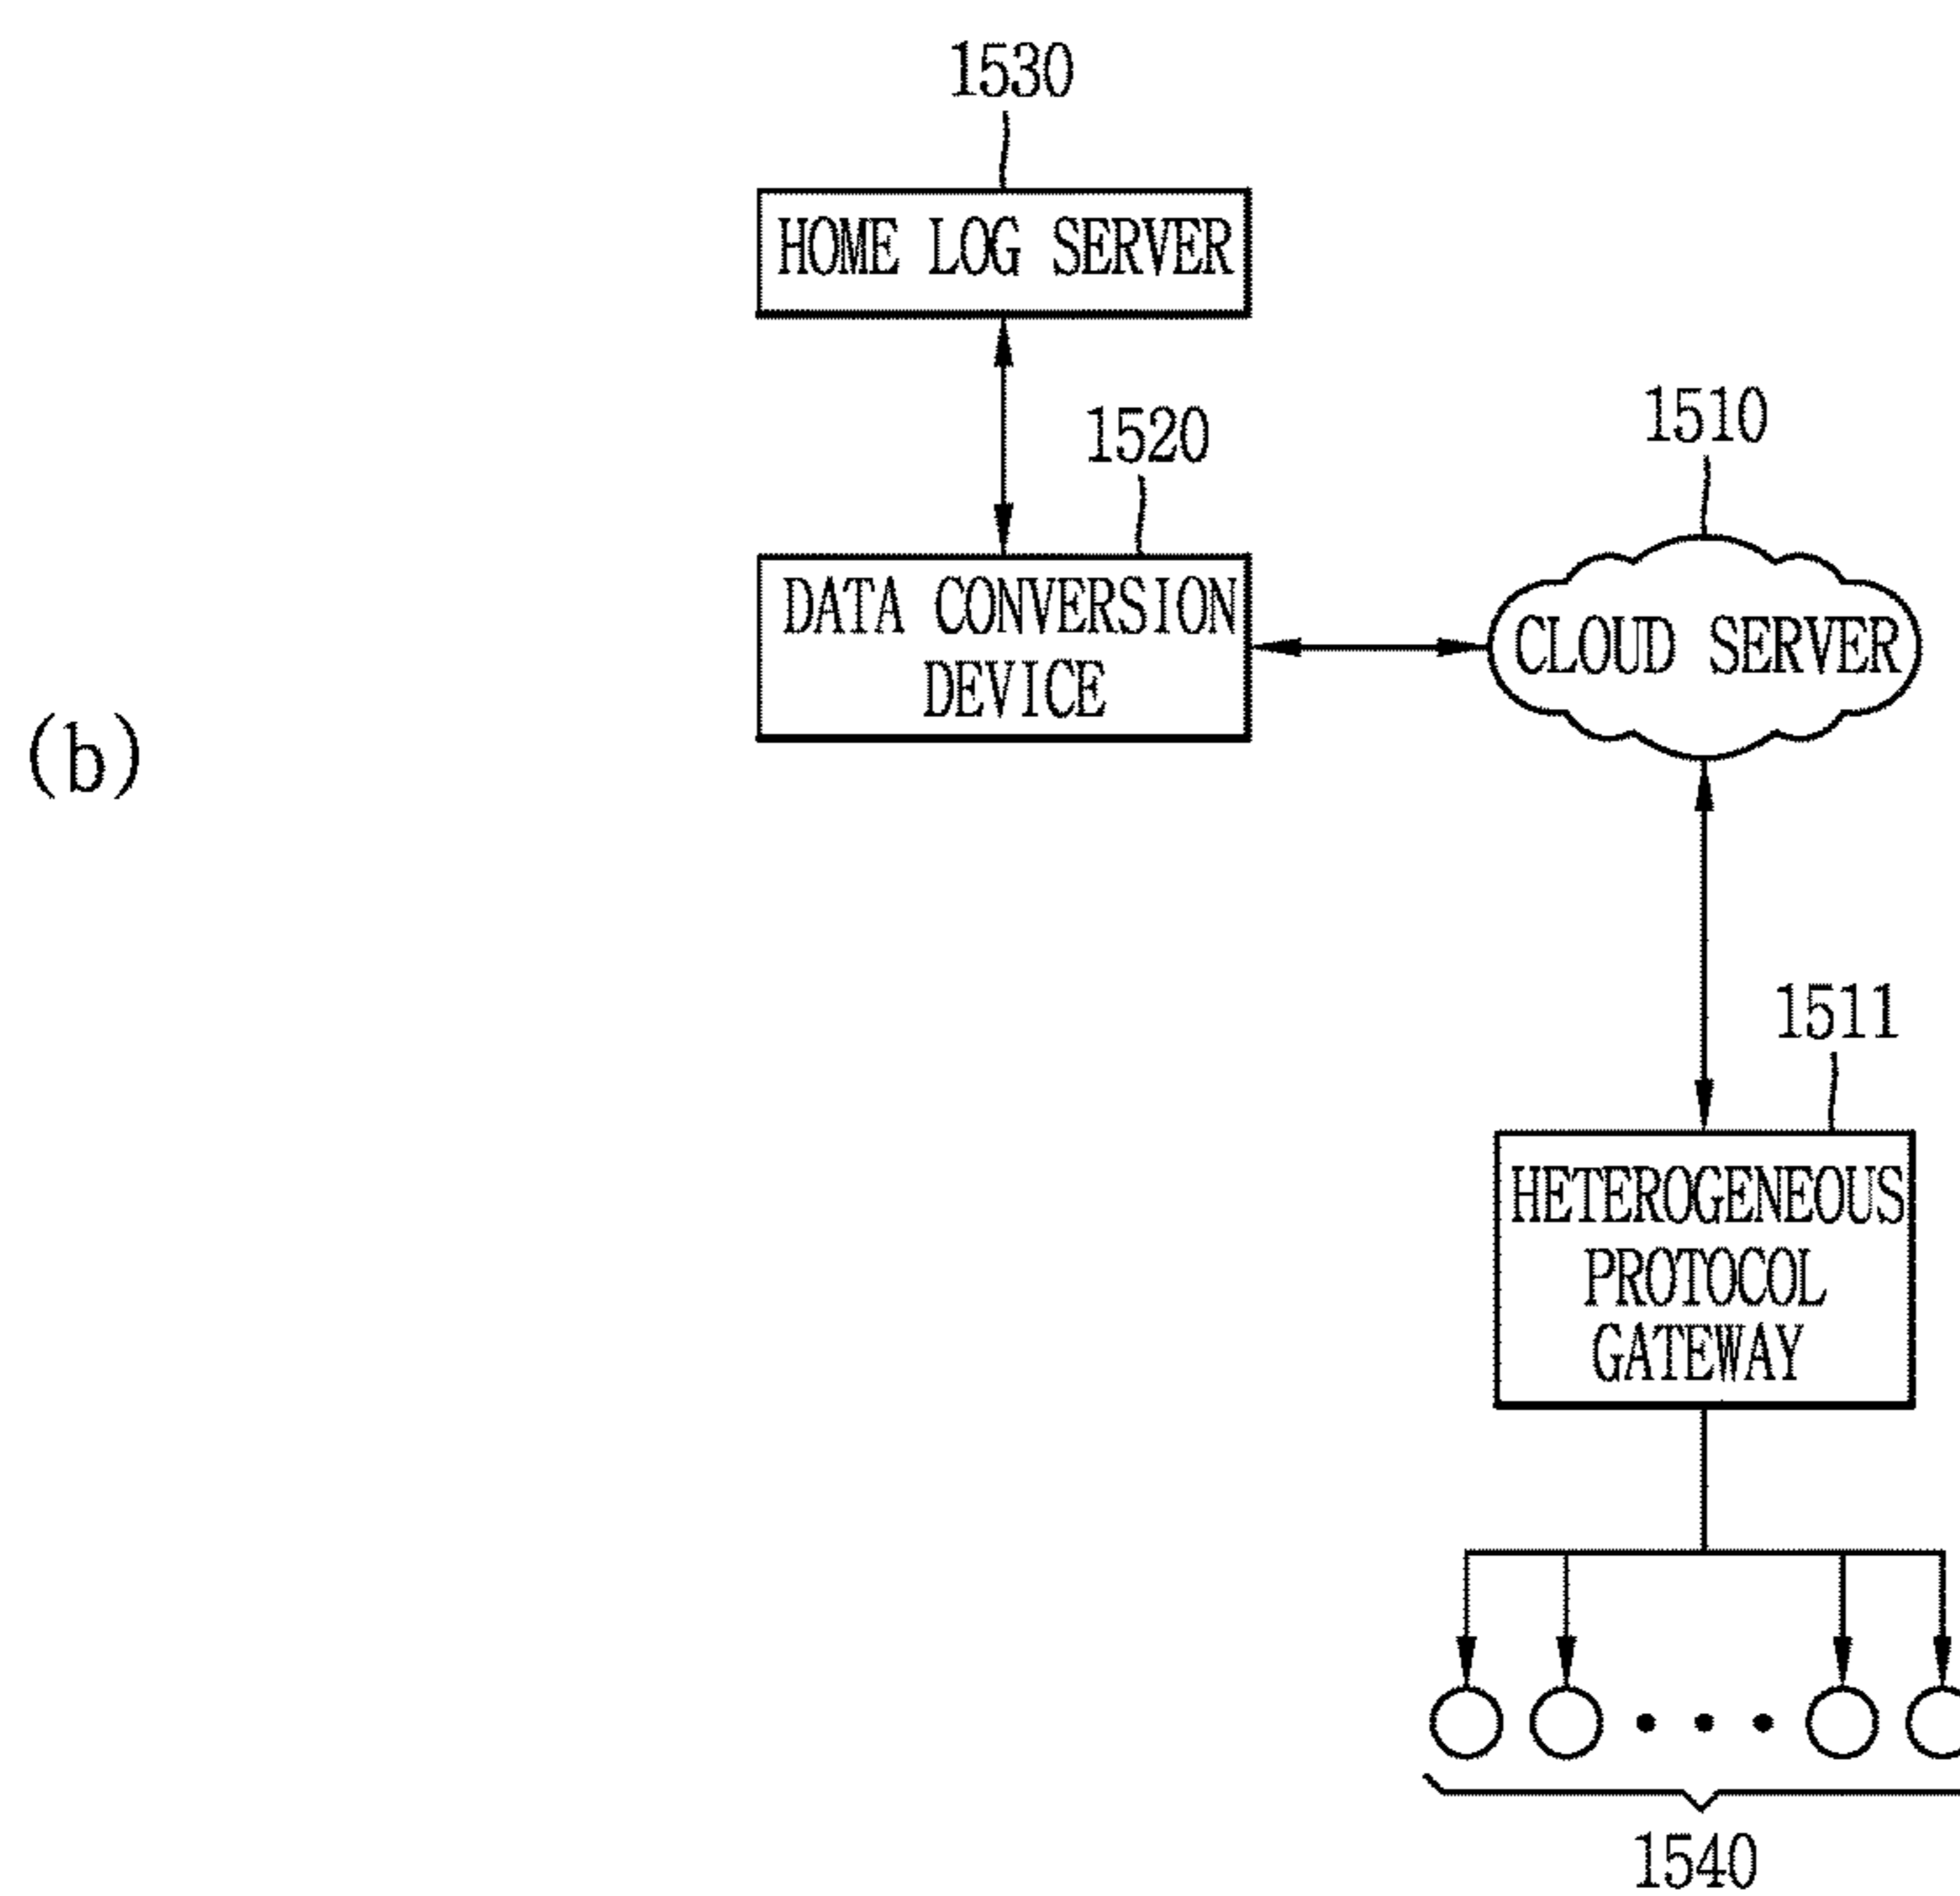 1530
HOME LOG SERVER
1520
1510
DATA CONVERSION
DEVICE
CLOUD SERVER
(b)
1511
HETEROGENEOUS
PROTOCOL
GATEWAY
1540